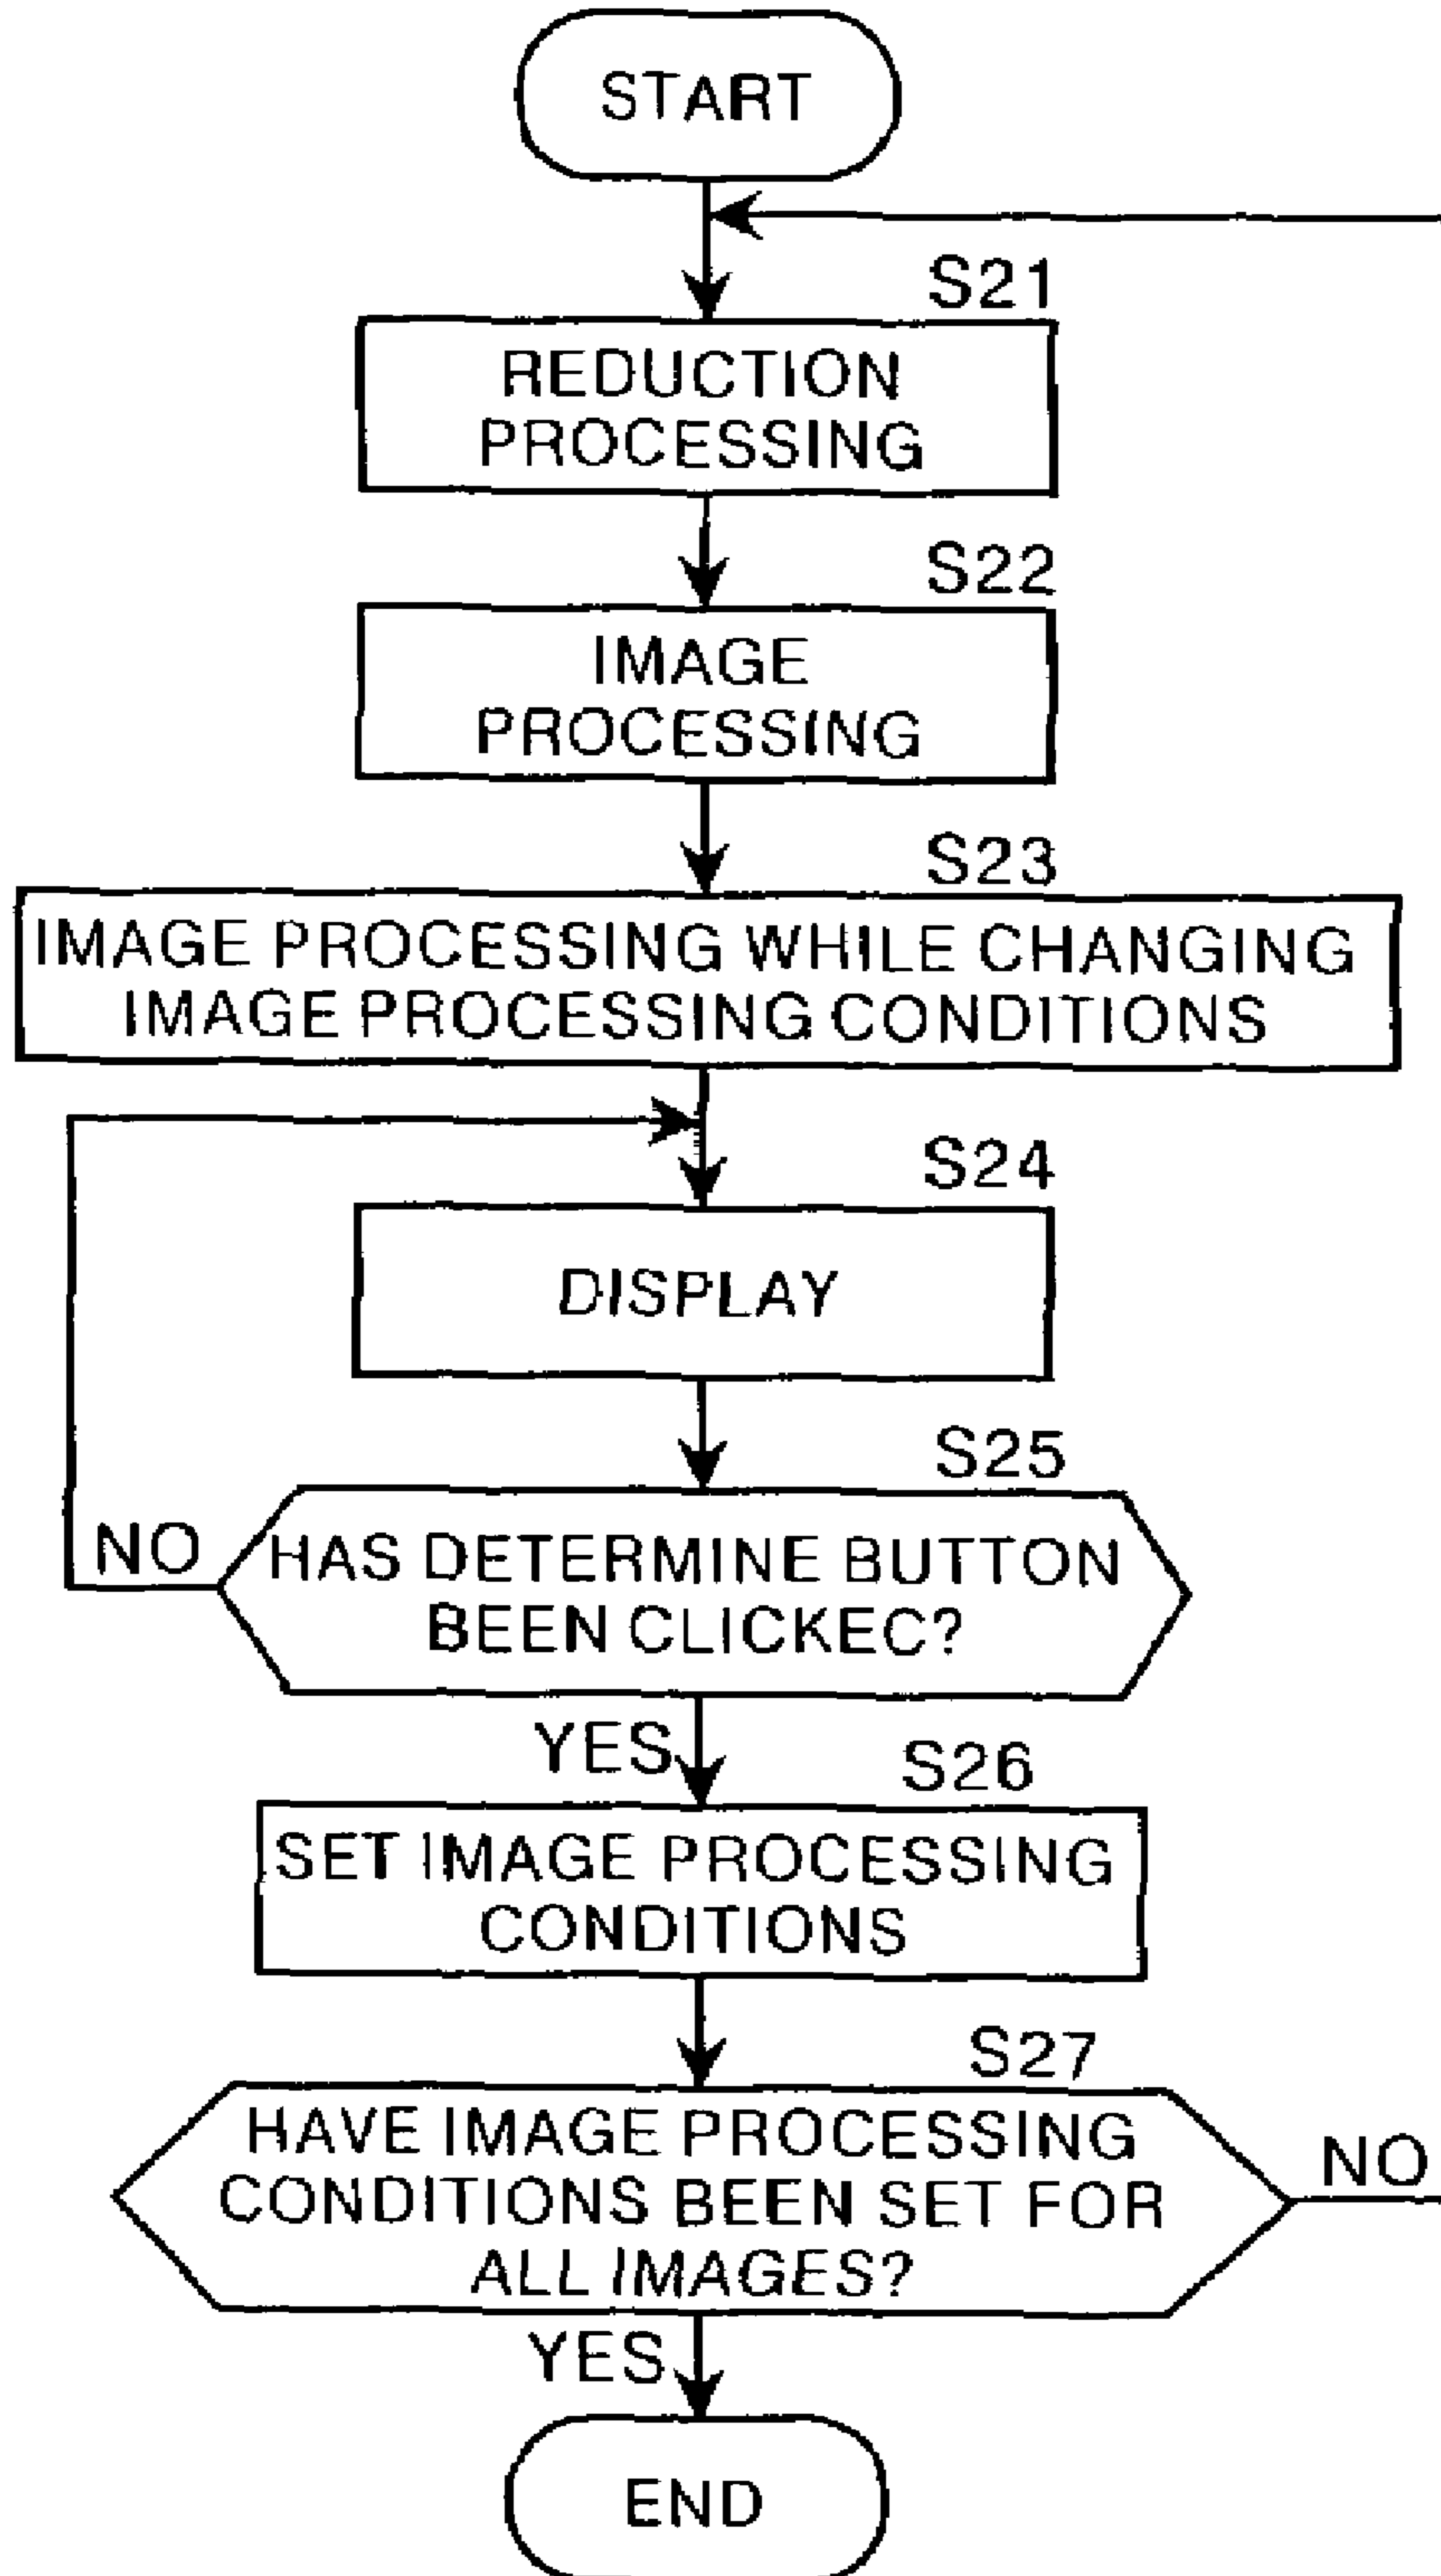 START
S21
REDUCTION
PROCESSING
S22
IMAGE
PROCESSING
S23
IMAGE PROCESSING WHILE CHANGING
IMAGE PROCESSING CONDITIONS
S24
DISPLAY
S25
NO
HAS DETERMINE BUTTON
BEEN CLICKEC?
YES
S26
SET IMAGE PROCESSING
CONDITIONS
S27
HAVE IMAGE PROCESSING
CONDITIONS BEEN SET FOR
ALL IMAGES?
NO
YES
END